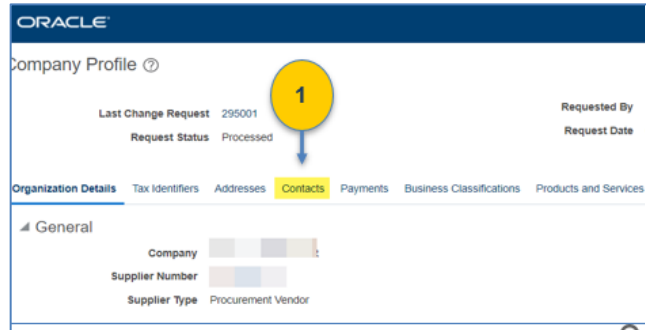 ORACLE
Company Profile ?
1
Last Change Request 295001
Requested By
Request Status Processed
Request Date
Organization Details Tax Identifiers Addresses Contacts Payments Business Classifications Products and Services
General
Company
Supplier Number
Supplier Type Procurement Vendor